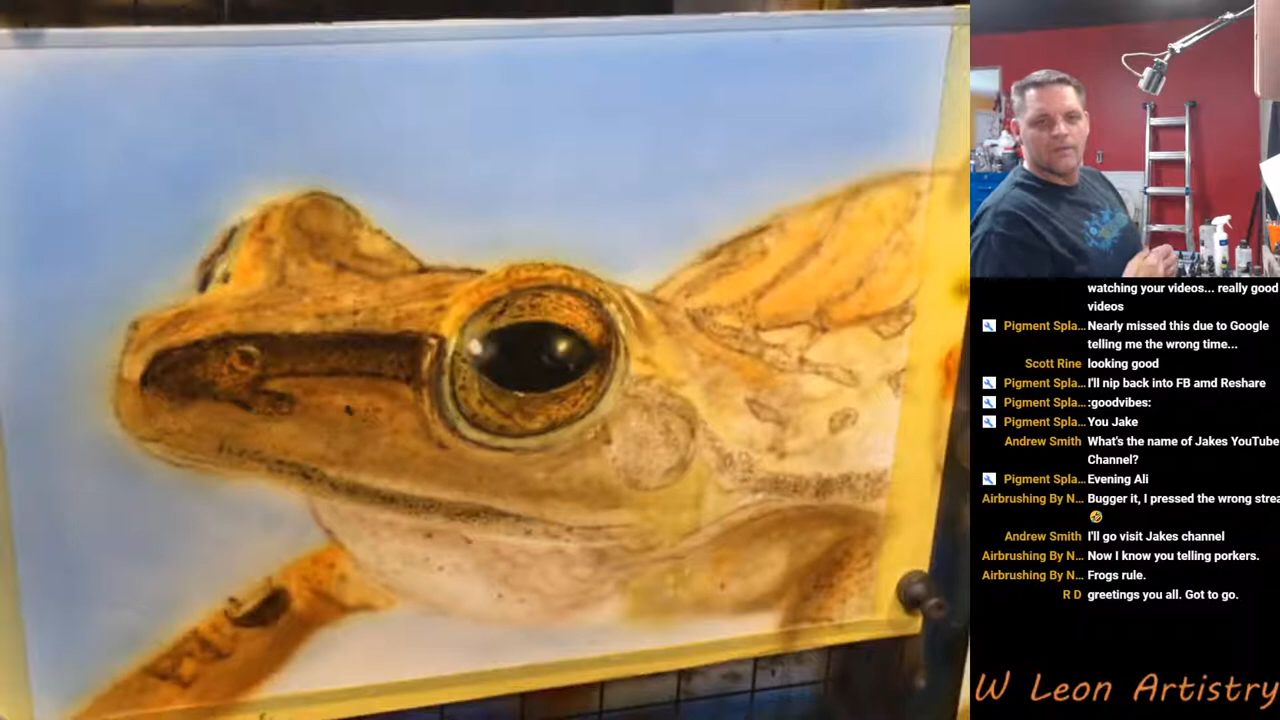 watching your videos... really good
videos
Pigment Spla... Nearly missed this due to Google
telling me the wrong time...
Scott Rine looking good
Pigment Spla... I'll nip back into FB amd Reshare
Pigment Spla... :goodvibes:
Pigment Spla... You Jake
Andrew Smith What's the name of Jakes YouTube
Channel?
Pigment Spla... Evening Ali
Airbrushing By N... Bugger it, I pressed the wrong strea
🤣
Andrew Smith I'll go visit Jakes channel
Airbrushing By N... Now I know you telling porkers.
Airbrushing By N... Frogs rule.
R D greetings you all. Got to go.
W Leon Artistry